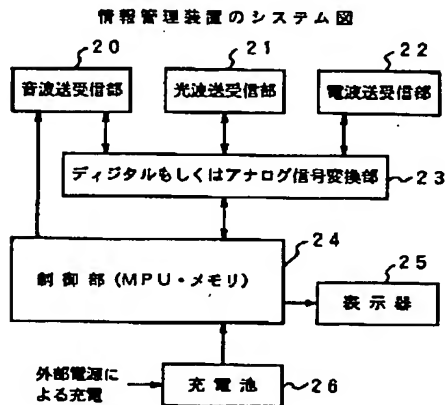 情報管理装置のシステム図
20
21
22
音波送受信部
光波送受信部
電波送受信部
ディジタルもしくはアナログ信号変換部
23
24
制御部(MPU・メモリ)
25
表示器
外部電源に
よる充電
充電池
26